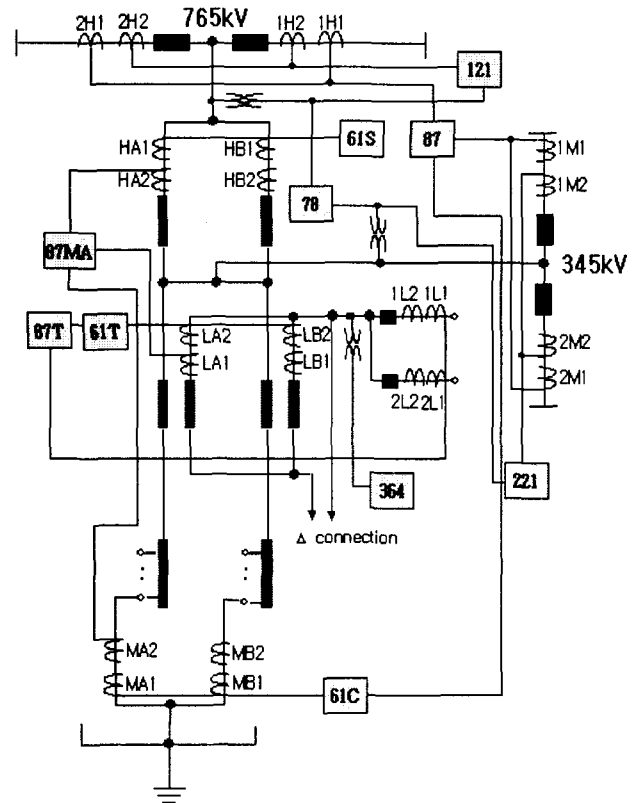 765kV
2H1 2H2 1H2 1H1
121
HA1 HB1 61S 87 1M1
HA2 HB2 1M2
78
87MA 345kV
87T 61T LA2 LB2 1L2 1L1
LA1 LB1 2M2
2L2 2L1 2M1
364 221
Δ connection
MA2 MB2
MA1 MB1 61C